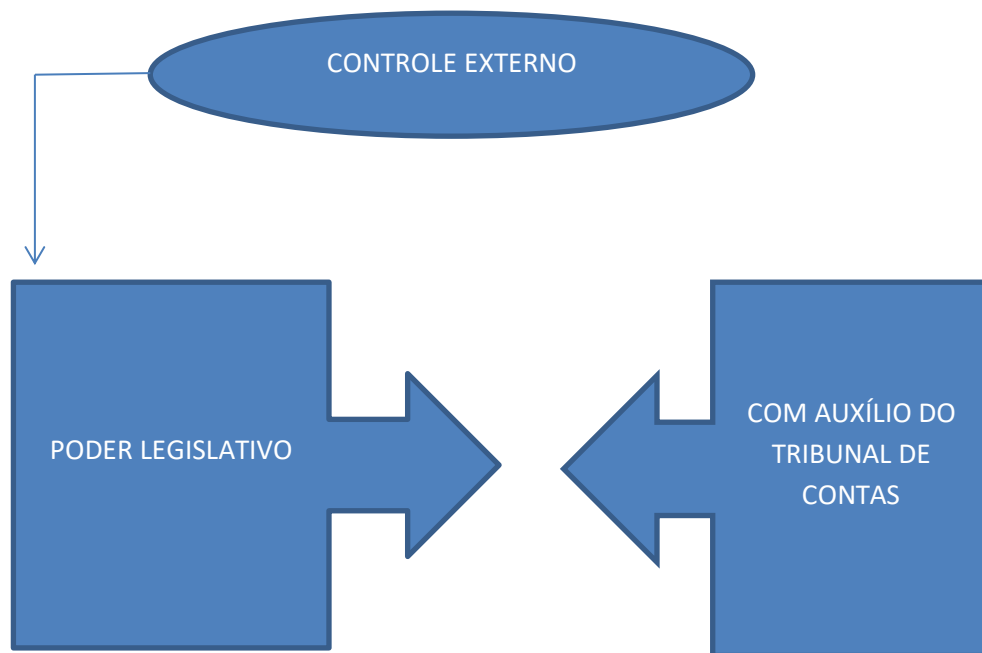 CONTROLE EXTERNO
PODER LEGISLATIVO
COM AUXÍLIO DO
TRIBUNAL DE
CONTAS